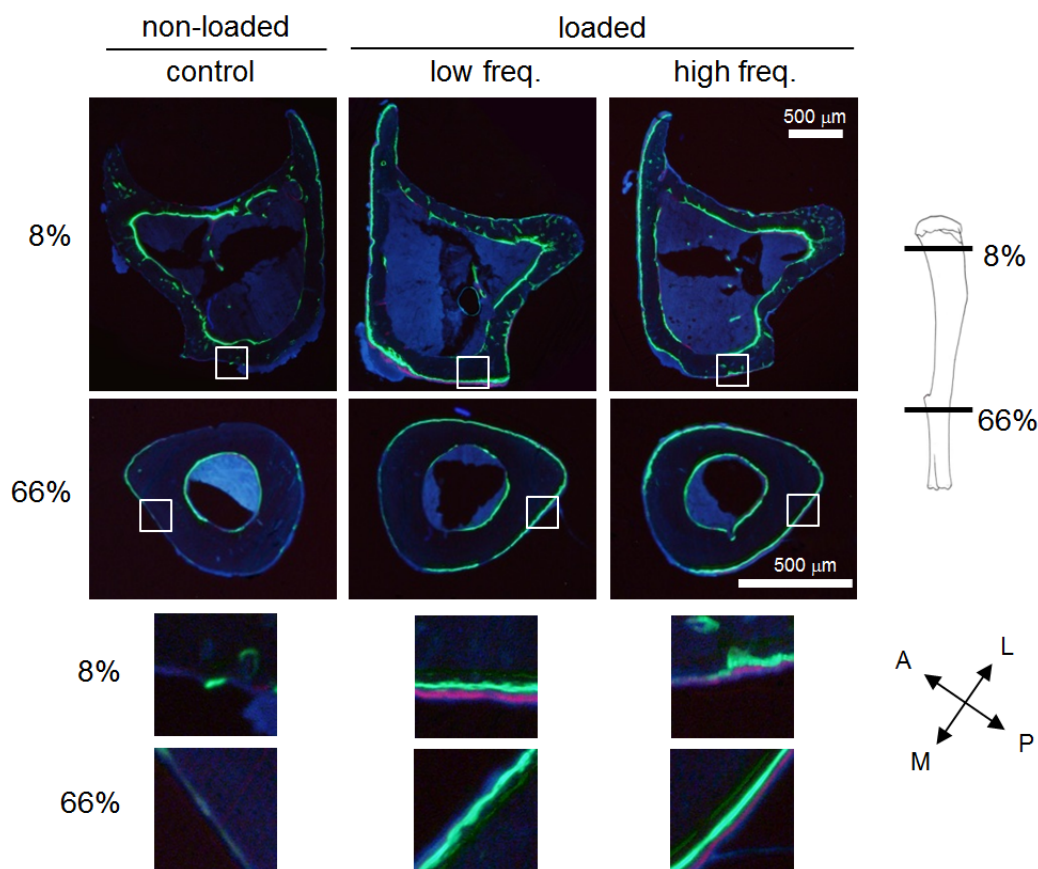 non-loaded
loaded
control
low freq.
high freq.
500 μm
8%
8%
66%
66%
500 μm
8%
66%
A
L
M
P